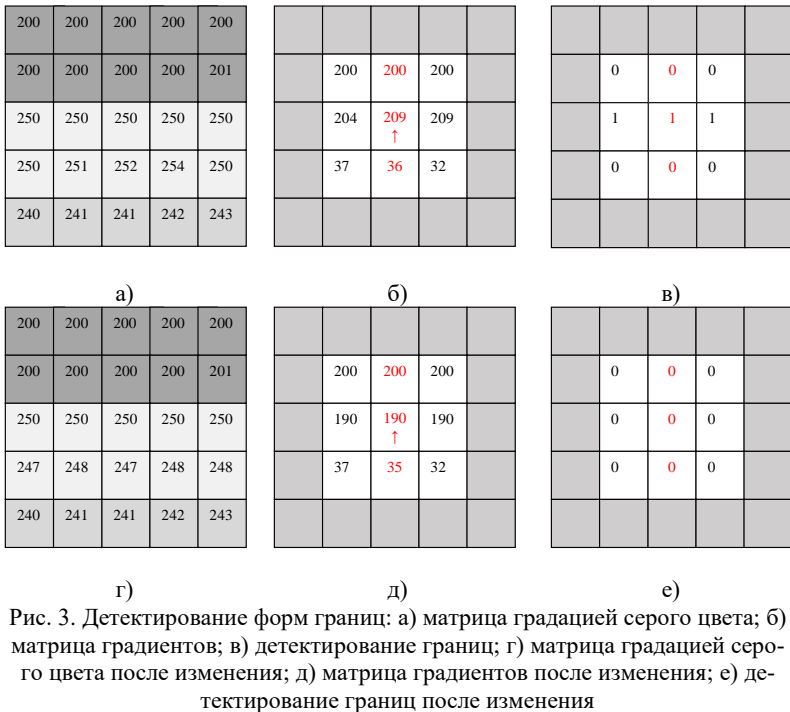 200 200 200 200 200
200 200 200 200 201
250 250 250 250 250
250 251 252 254 250
240 241 241 242 243
200 200 200
204 209 209
↑
37 36 32
0 0 0
1 1 1
0 0 0
а) б) в)
200 200 200 200 200
200 200 200 200 201
250 250 250 250 250
247 248 247 248 248
240 241 241 242 243
200 200 200
190 190 190
↑
37 35 32
0 0 0
0 0 0
0 0 0
г) д) е)
Рис. 3. Детектирование форм границ: а) матрица градацией серого цвета; б)
матрица градиентов; в) детектирование границ; г) матрица градацией серо-
го цвета после изменения; д) матрица градиентов после изменения; е) де-
тектирование границ после изменения